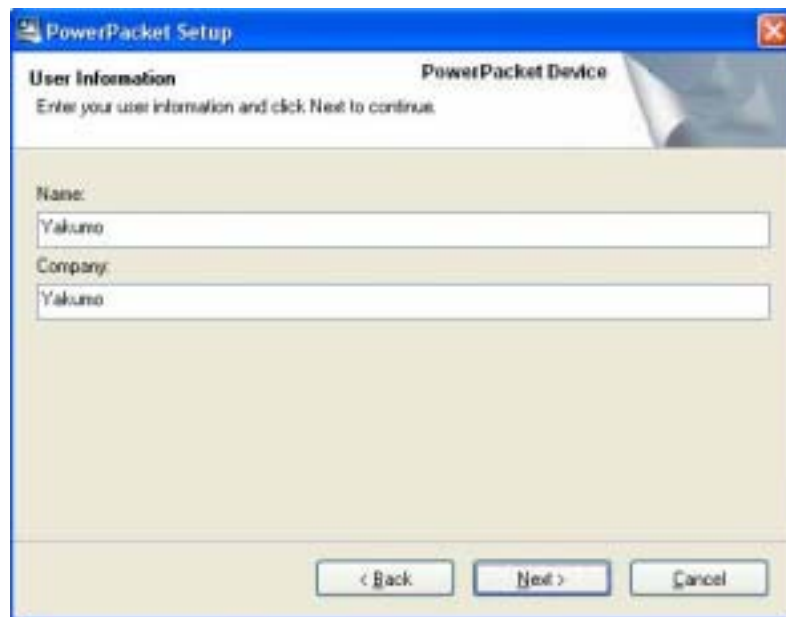 PowerPacket Setup
User Information
PowerPacket Device
Enter your user information and click Next to continue.
Name:
Yakumo
Company:
Yakumo
< Back
Next >
Cancel